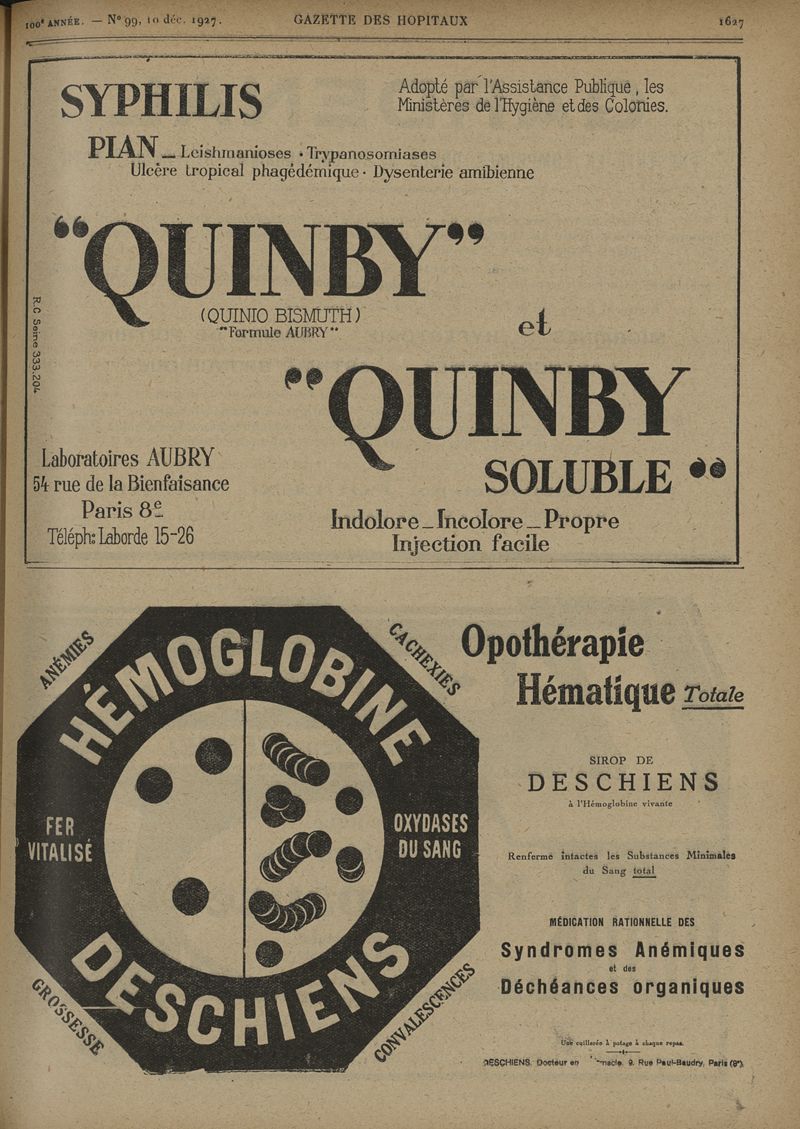 100e ANNÉE. — No 99, 10 déc. 1927.
GAZETTE DES HOPITAUX
1627
SYPHILIS
Adopté par l'Assistance Publique, les
Ministères de l'Hygiène et des Colonies.
PIAN — Leishmanioses • Trypanosomiases
Ulcère tropical phagédémique • Dysenterie amibienne
"QUINBY"
(QUINIO BISMUTH)
"Formule AUBRY"
et
"QUINBY
SOLUBLE "
R.C. Seine 333.204
Laboratoires AUBRY
54 rue de la Bienfaisance
Paris 8e
Téléph: Laborde 15-26
Indolore — Incolore — Propre
Injection facile
ANÉMIES
CACHEXIES
HÉMOGLOBINE
FER
VITALISÉ
OXYDASES
DU SANG
DESCHIENS
GROSSESSE
CONVALESCENCES
Opothérapie
Hématique Totale
SIROP DE
DESCHIENS
à l'Hémoglobine vivante
Renferme intactes les Substances Minimales
du Sang total
MÉDICATION RATIONNELLE DES
Syndromes Anémiques
et des
Déchéances organiques
Une cuillerée à potage à chaque repas.
DESCHIENS, Docteur en 9, Rue Paul-Baudry, Paris (8e).